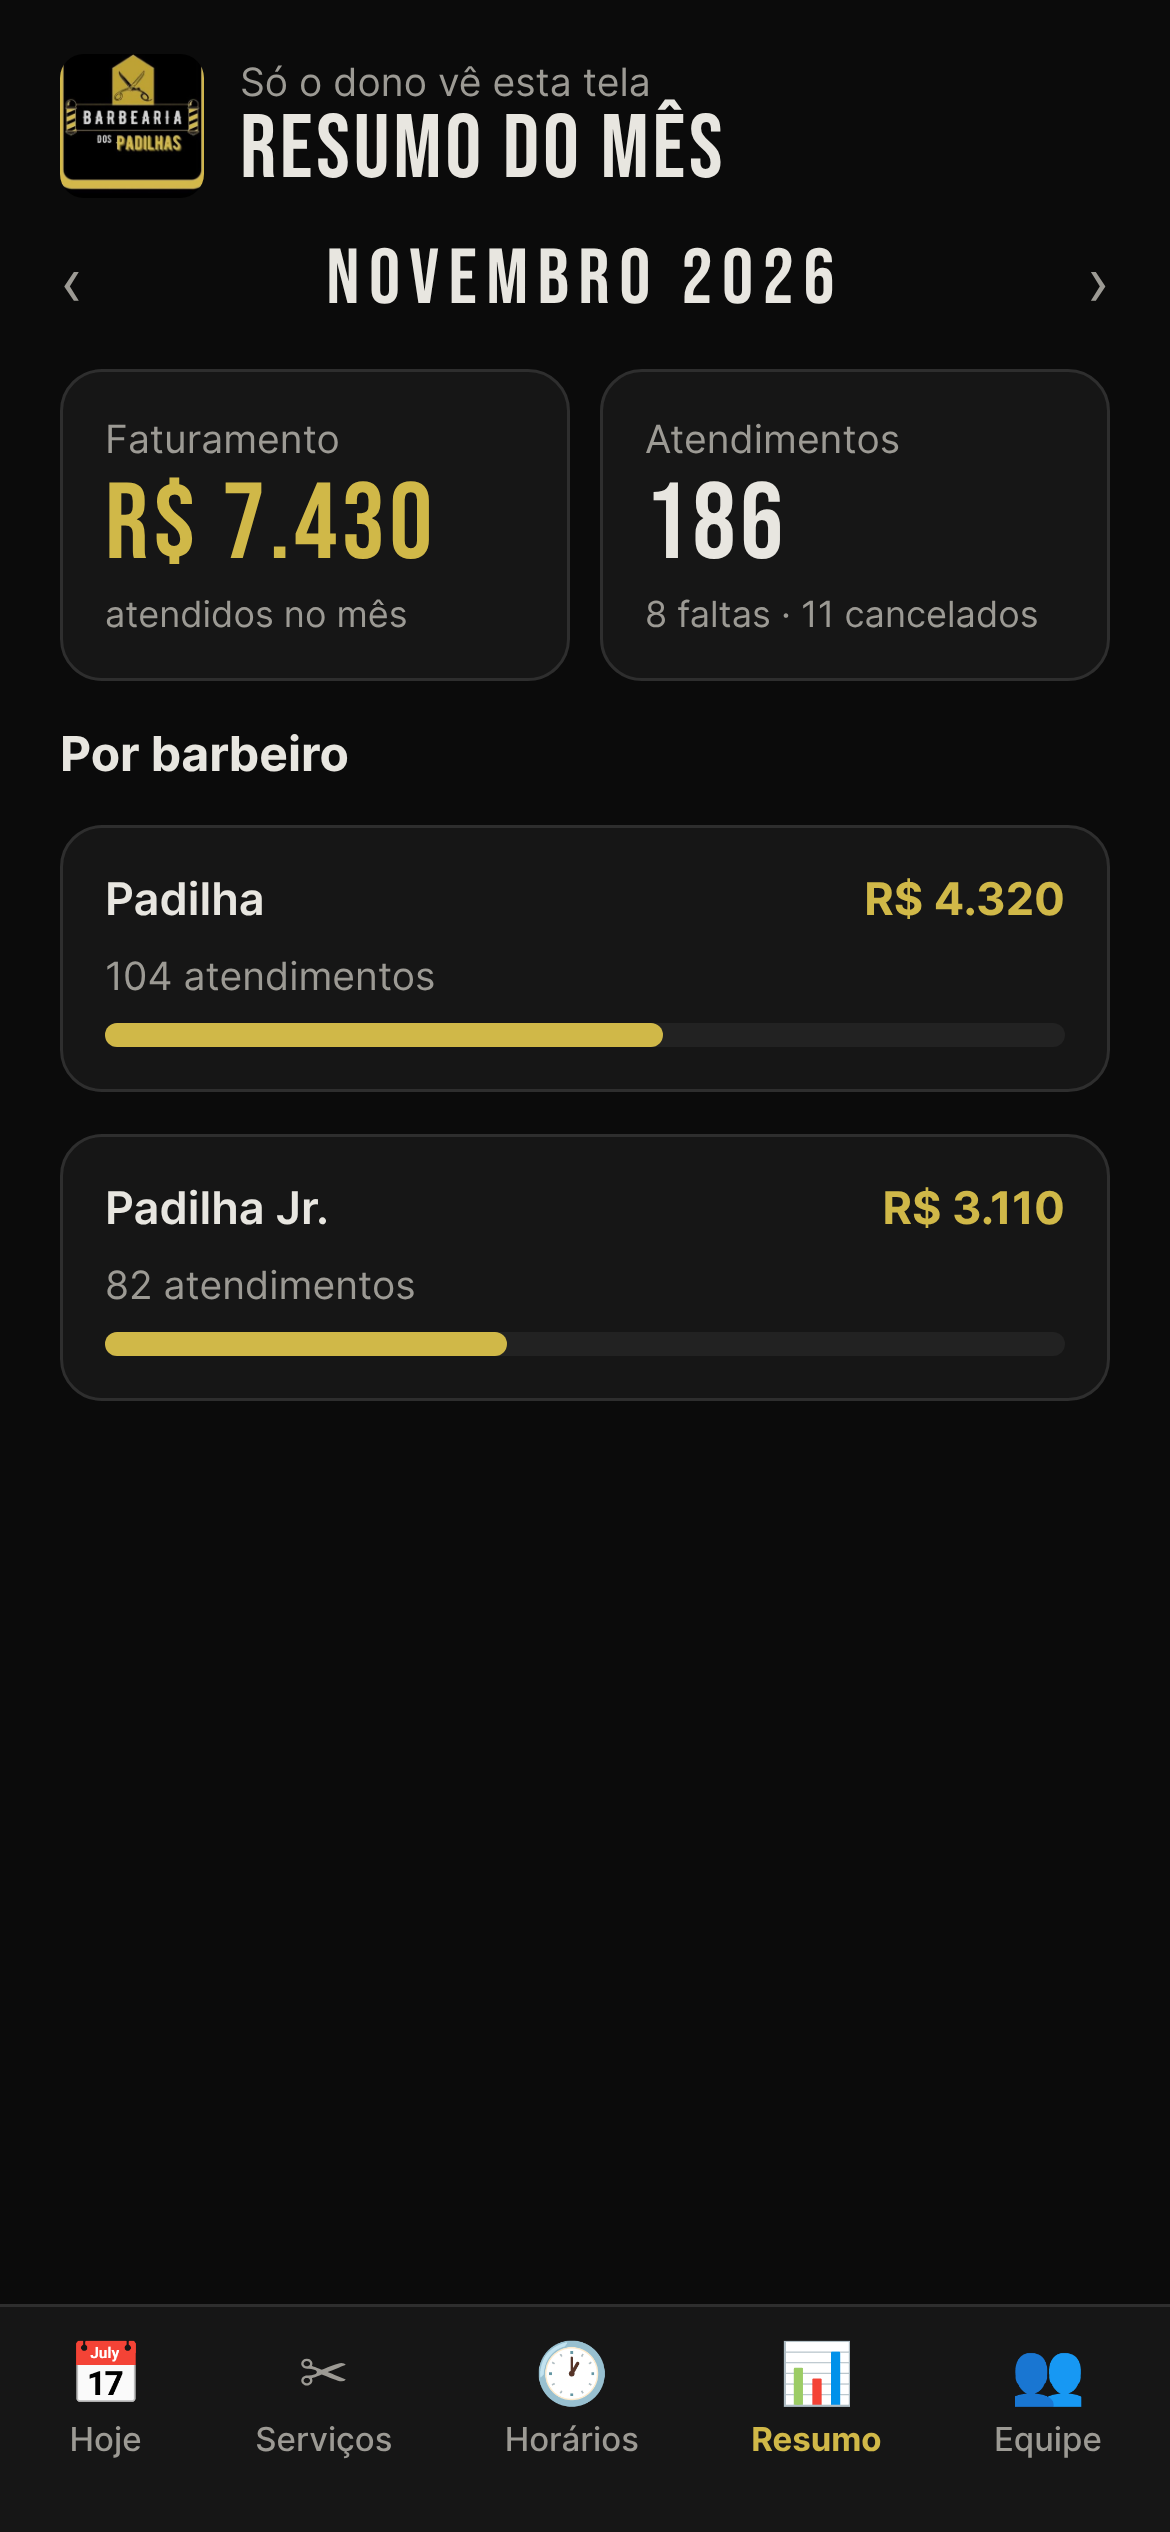 BARBEARIA
DOS PADILHAS
Só o dono vê esta tela
RESUMO DO MÊS
‹ NOVEMBRO 2026 ›
Faturamento
R$ 7.430
atendidos no mês
Atendimentos
186
8 faltas · 11 cancelados
Por barbeiro
Padilha R$ 4.320
104 atendimentos
Padilha Jr. R$ 3.110
82 atendimentos
July
17
Hoje Serviços Horários Resumo Equipe